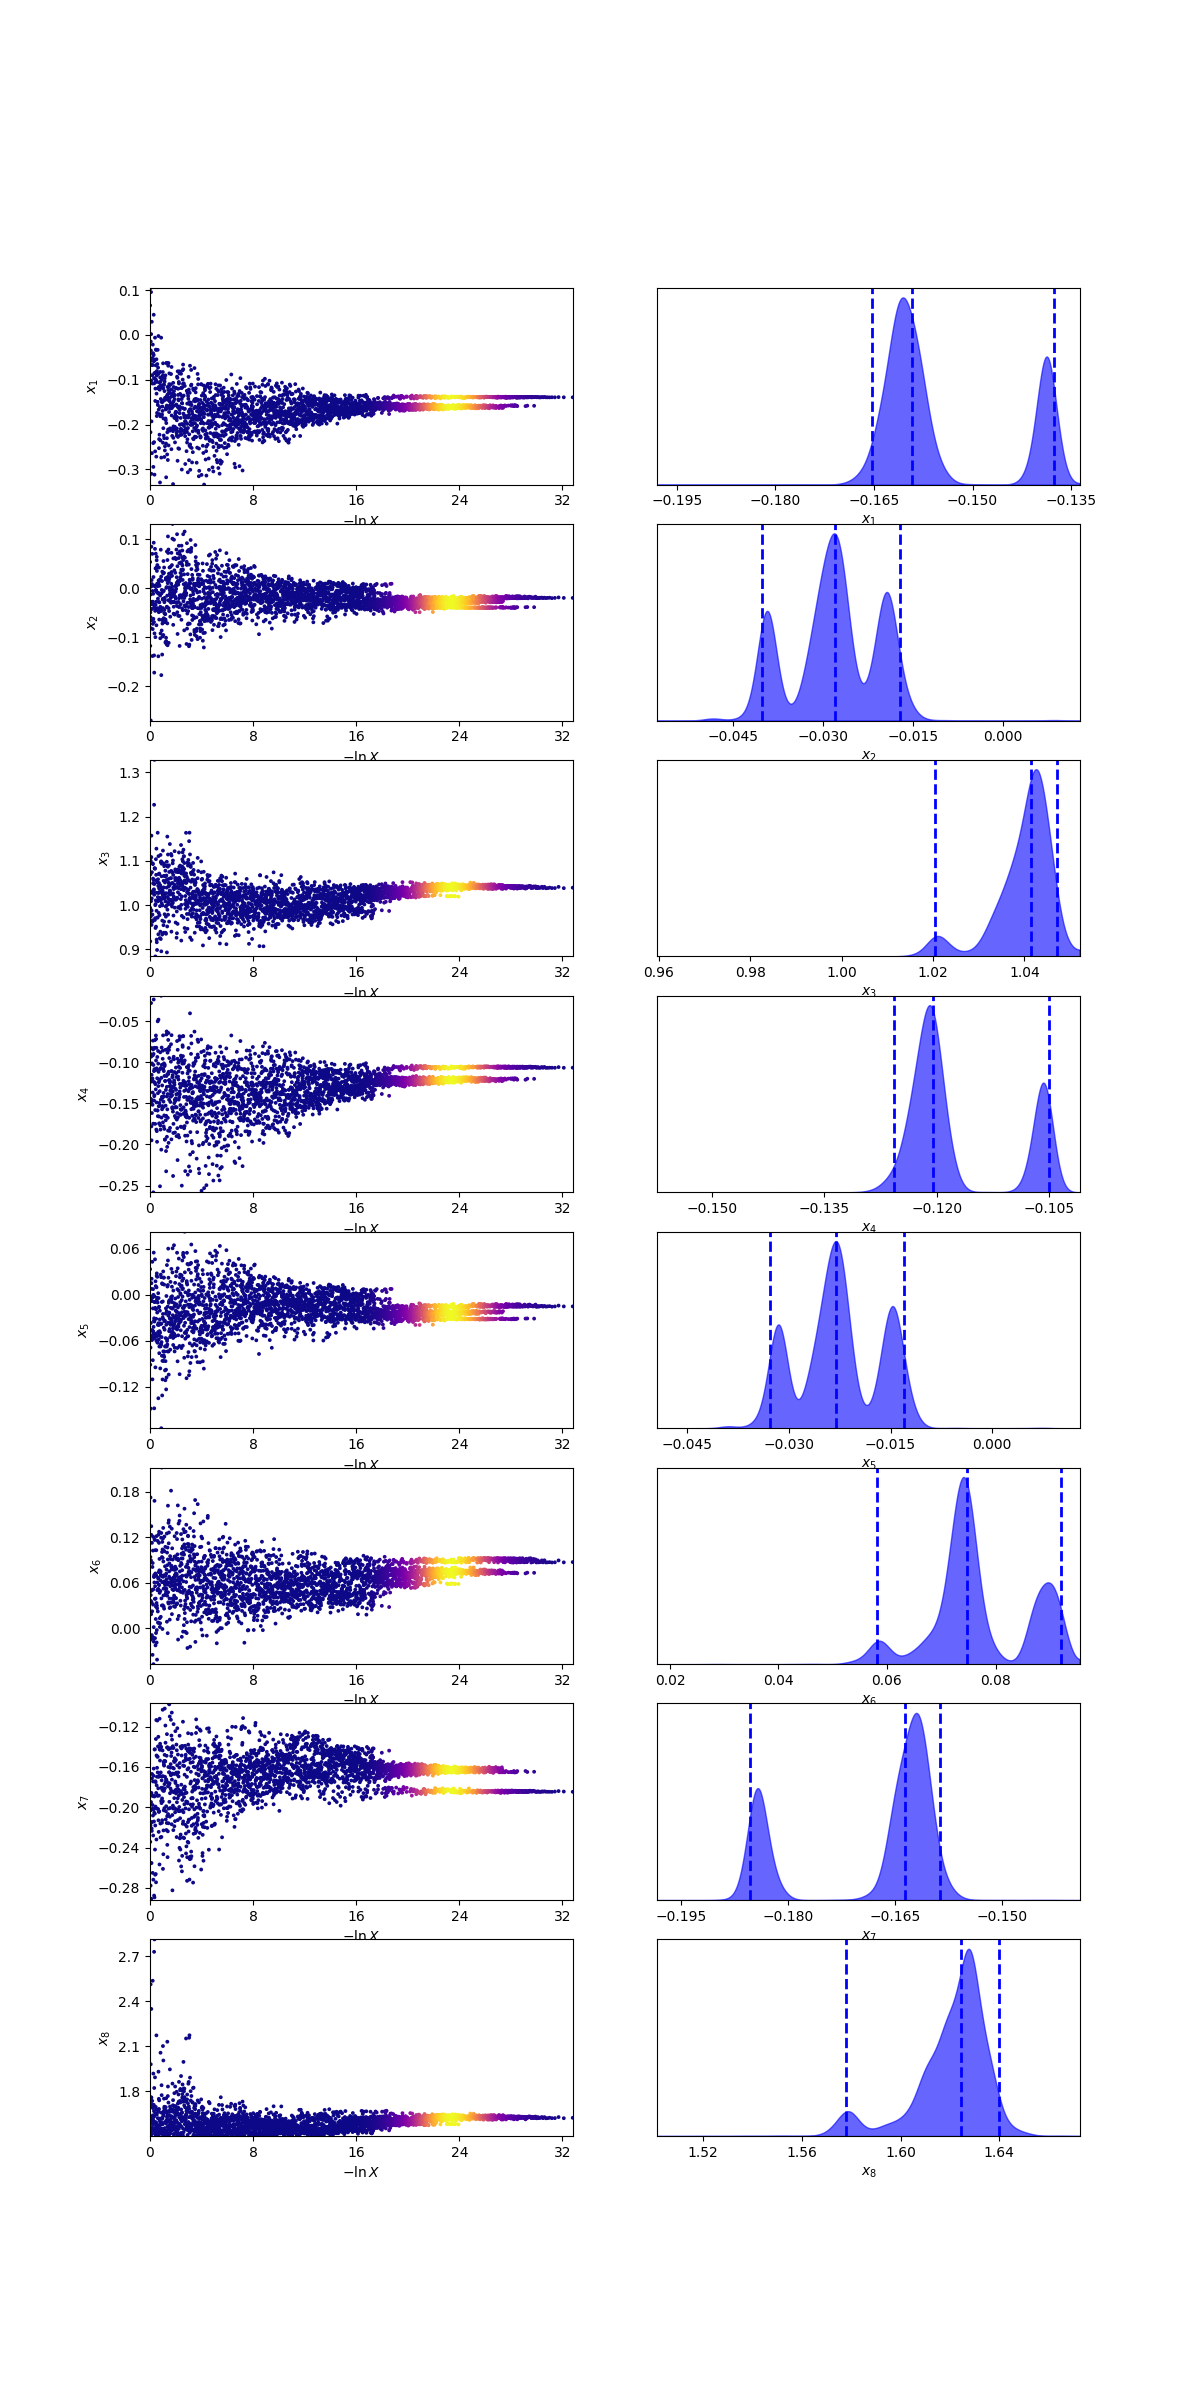 0.1
0.0
−0.1
−0.2
−0.3
x₁
0 8 16 24 32
−ln X
−0.195 −0.180 −0.165 −0.150 −0.135
x₁
0.1
0.0
−0.1
−0.2
x₂
0 8 16 24 32
−ln X
−0.045 −0.030 −0.015 0.000
x₂
1.3
1.2
1.1
1.0
0.9
x₃
0 8 16 24 32
−ln X
0.96 0.98 1.00 1.02 1.04
x₃
−0.05
−0.10
−0.15
−0.20
−0.25
x₄
0 8 16 24 32
−ln X
−0.150 −0.135 −0.120 −0.105
x₄
0.06
0.00
−0.06
−0.12
x₅
0 8 16 24 32
−ln X
−0.045 −0.030 −0.015 0.000
x₅
0.18
0.12
0.06
0.00
x₆
0 8 16 24 32
−ln X
0.02 0.04 0.06 0.08
x₆
−0.12
−0.16
−0.20
−0.24
−0.28
x₇
0 8 16 24 32
−ln X
−0.195 −0.180 −0.165 −0.150
x₇
2.7
2.4
2.1
1.8
x₈
0 8 16 24 32
−ln X
1.52 1.56 1.60 1.64
x₈